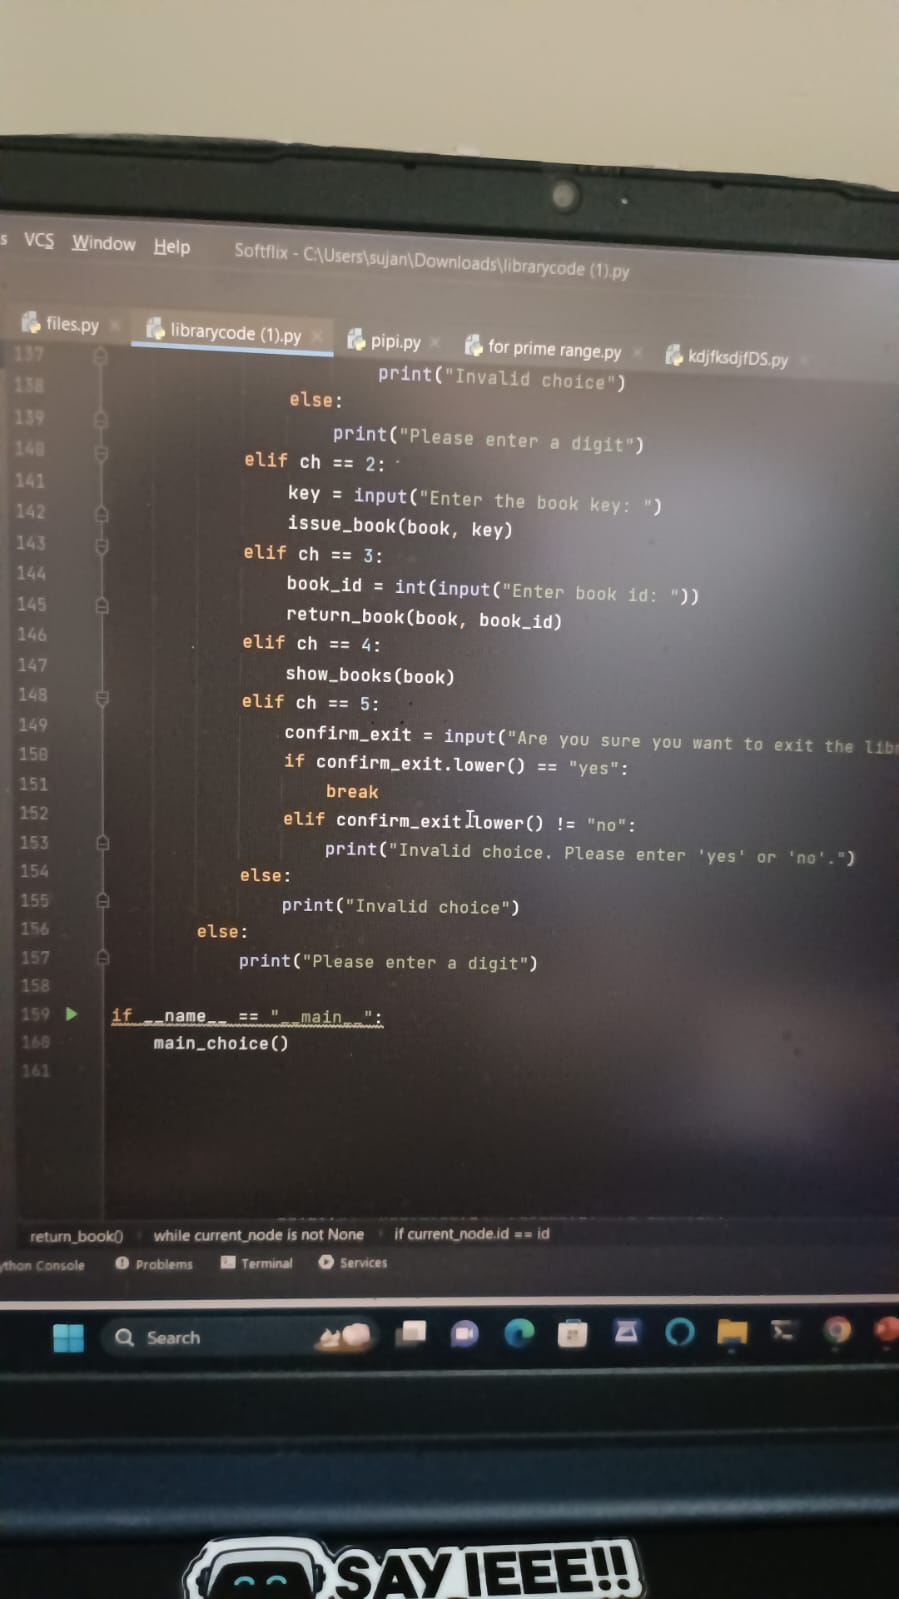 VCS Window Help Softflix - C:\Users\sujan\Downloads\librarycode (1).py
files.py librarycode (1).py pipi.py for prime range.py kdjfksdjfDS.py
137
138 print("Invalid choice")
139 else:
140 print("Please enter a digit")
141 elif ch == 2:
142 key = input("Enter the book key: ")
143 issue_book(book, key)
144 elif ch == 3:
145 book_id = int(input("Enter book id: "))
146 return_book(book, book_id)
147 elif ch == 4:
148 show_books(book)
149 elif ch == 5:
150 confirm_exit = input("Are you sure you want to exit the
151 if confirm_exit.lower() == "yes":
152 break
153 elif confirm_exit.lower() != "no":
154 print("Invalid choice. Please enter 'yes' or 'no'.")
155 else:
156 print("Invalid choice")
157 else:
158 print("Please enter a digit")
159 if __name__ == "__main__":
160 main_choice()
161
return_book() while current_node is not None if current_node.id == id
Console Problems Terminal Services
Search
SAY IEEE!!